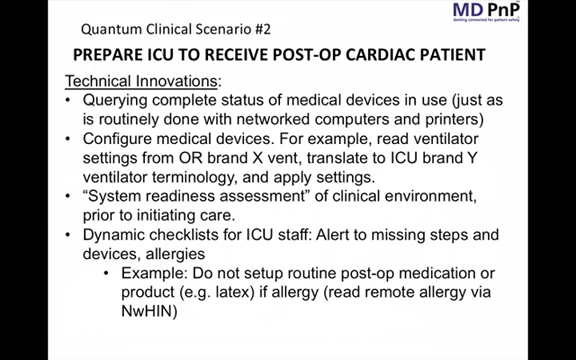 Quantum Clinical Scenario #2
MD PnP
Getting connected for patient safety
PREPARE ICU TO RECEIVE POST-OP CARDIAC PATIENT
Technical Innovations:
• Querying complete status of medical devices in use (just as
is routinely done with networked computers and printers)
• Configure medical devices. For example, read ventilator
settings from OR brand X vent, translate to ICU brand Y
ventilator terminology, and apply settings.
• “System readiness assessment” of clinical environment,
prior to initiating care.
• Dynamic checklists for ICU staff: Alert to missing steps and
devices, allergies
• Example: Do not setup routine post-op medication or
product (e.g. latex) if allergy (read remote allergy via
NwHIN)